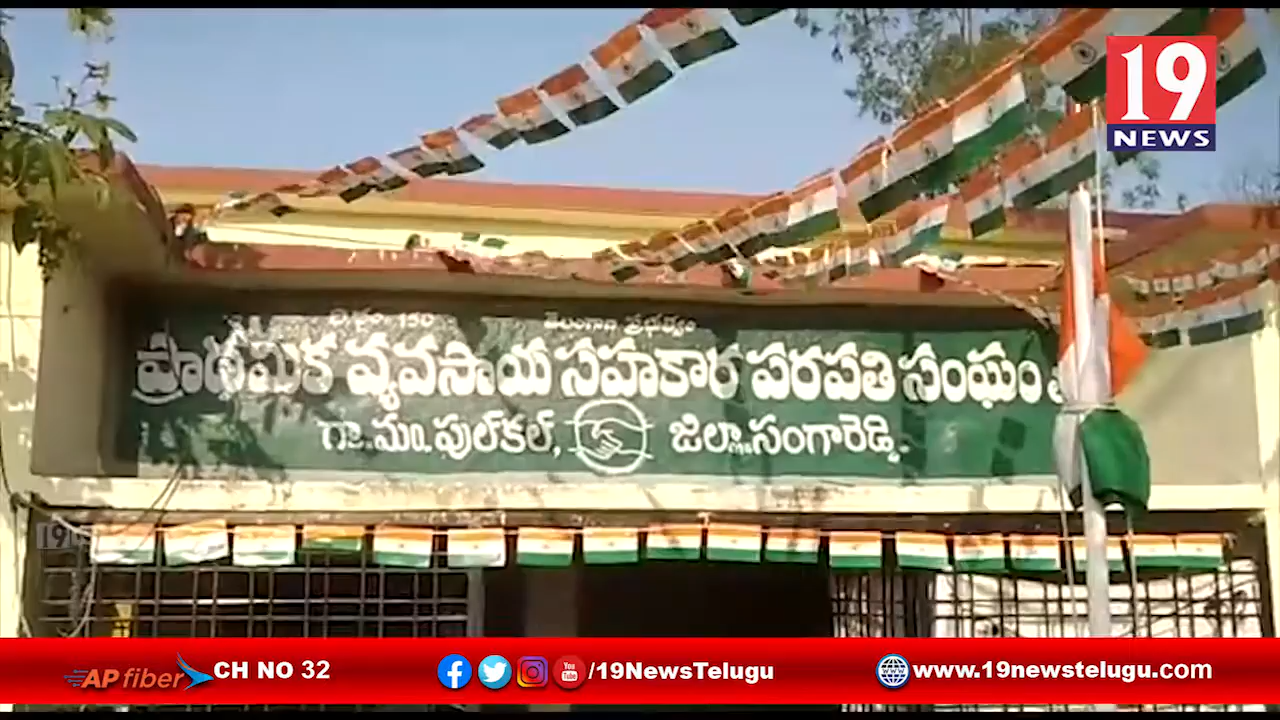 19
NEWS
తెలంగాణ ప్రభుత్వం
ప్రాథమిక వ్యవసాయ సహకార పరపతి సంఘం
గ్రా.మం. పుల్‌కల్, జిల్లా. సంగారెడ్డి.
AP fiber CH NO 32 /19NewsTelugu www.19newstelugu.com